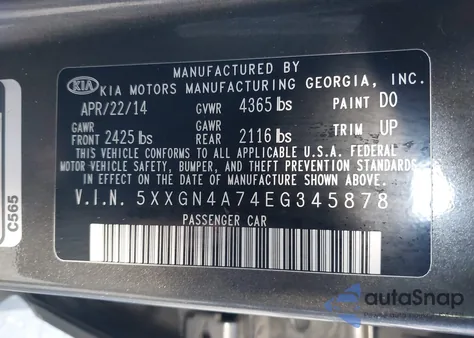 MANUFACTURED BY
KIA KIA MOTORS MANUFACTURING GEORGIA, INC.
APR/22/14 GVWR 4365 lbs PAINT D0
GAWR GAWR
FRONT 2425 lbs REAR 2116 lbs TRIM UP
THIS VEHICLE CONFORMS TO ALL APPLICABLE U.S.A. FEDERAL
MOTOR VEHICLE SAFETY, BUMPER, AND THEFT PREVENTION STANDARDS
IN EFFECT ON THE DATE OF MANUFACTURE SHOWN ABOVE.
V.I.N. 5XXGN4A74EG345878
PASSENGER CAR
C565
autoSnap